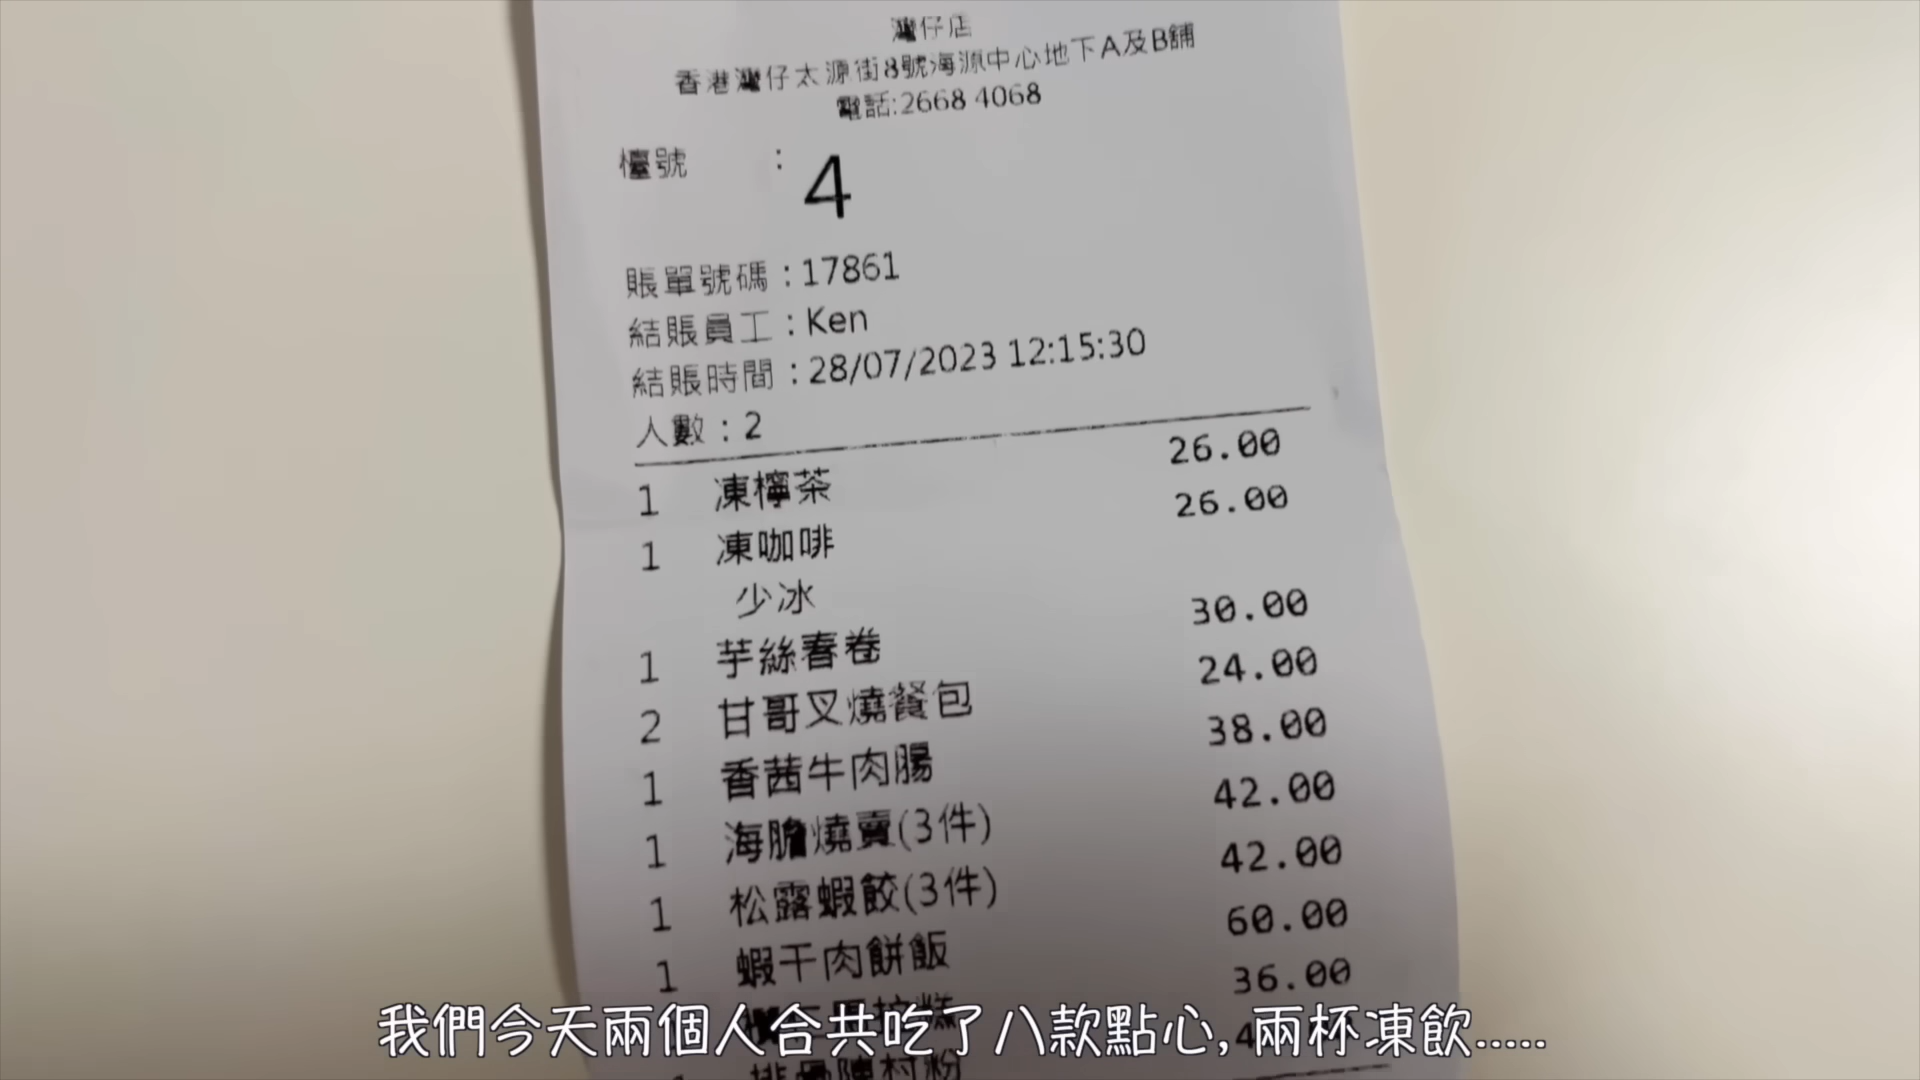 灣仔店
香港灣仔太源街8號海源中心地下A及B舖
電話:2668 4068
檯號 : 4
賬單號碼 : 17861
結賬員工 : Ken
結賬時間 : 28/07/2023 12:15:30
人數 : 2
1 凍檸茶 26.00
1 凍咖啡 26.00
少冰
1 芋絲春卷 30.00
2 甘哥叉燒餐包 24.00
1 香茜牛肉腸 38.00
1 海膽燒賣(3件) 42.00
1 松露蝦餃(3件) 42.00
1 蝦干肉餅飯 60.00
36.00
我們今天兩個人合共吃了八款點心, 兩杯凍飲.....
陳村粉